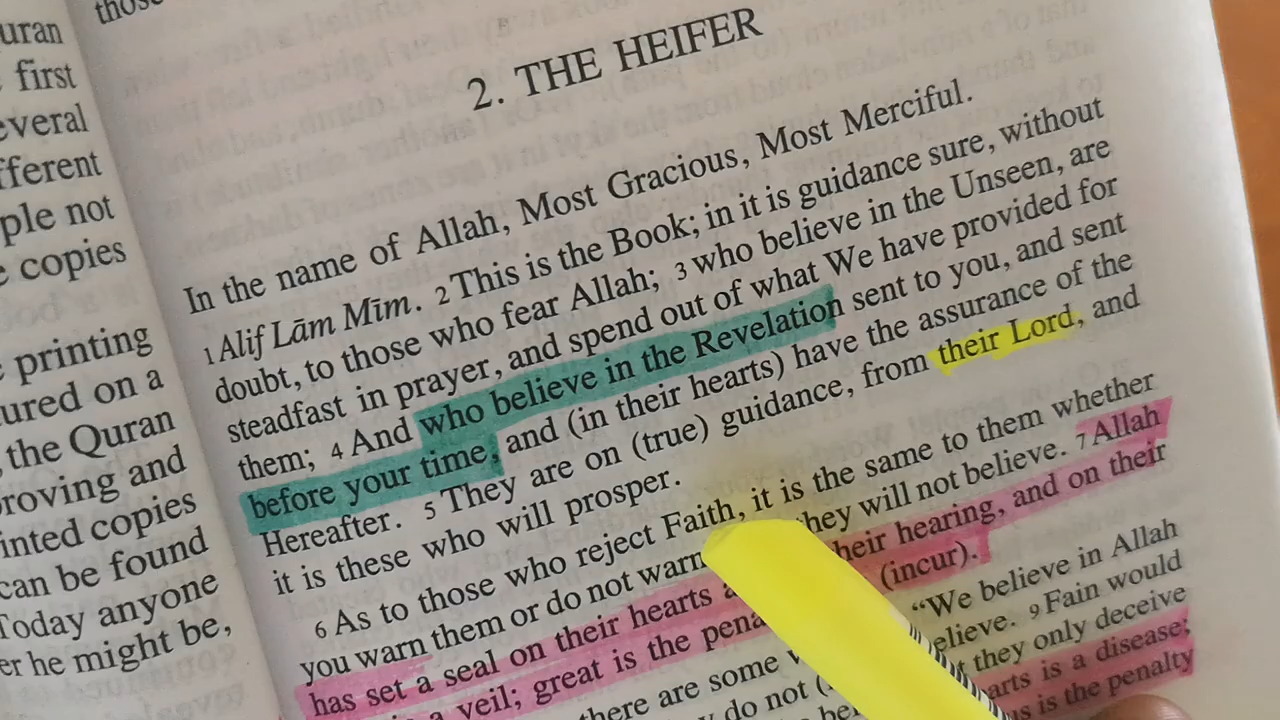 those
uran
first
everal
fferent
ple not
copies
printing
ured on a
the Quran
roving and
inted copies
can be found
Today anyone
er he might be,
2. THE HEIFER
In the name of Allah, Most Gracious, Most Merciful.
1 Alif Lām Mīm. 2 This is the Book; in it is guidance sure, without
doubt, to those who fear Allah; 3 who believe in the Unseen, are
steadfast in prayer, and spend out of what We have provided for
them; 4 And who believe in the Revelation sent to you, and sent
before your time, and (in their hearts) have the assurance of the
Hereafter. 5 They are on (true) guidance, from their Lord, and
it is these who will prosper.
6 As to those who reject Faith, it is the same to them whether
you warn them or do not warn they will not believe. 7 Allah
has set a seal on their hearts their hearing, and on their
a veil; great is the pena (incur).
there are some "We believe in Allah
do not elieve. 9 Fain would
they only deceive
arts is a disease;
is the penalty